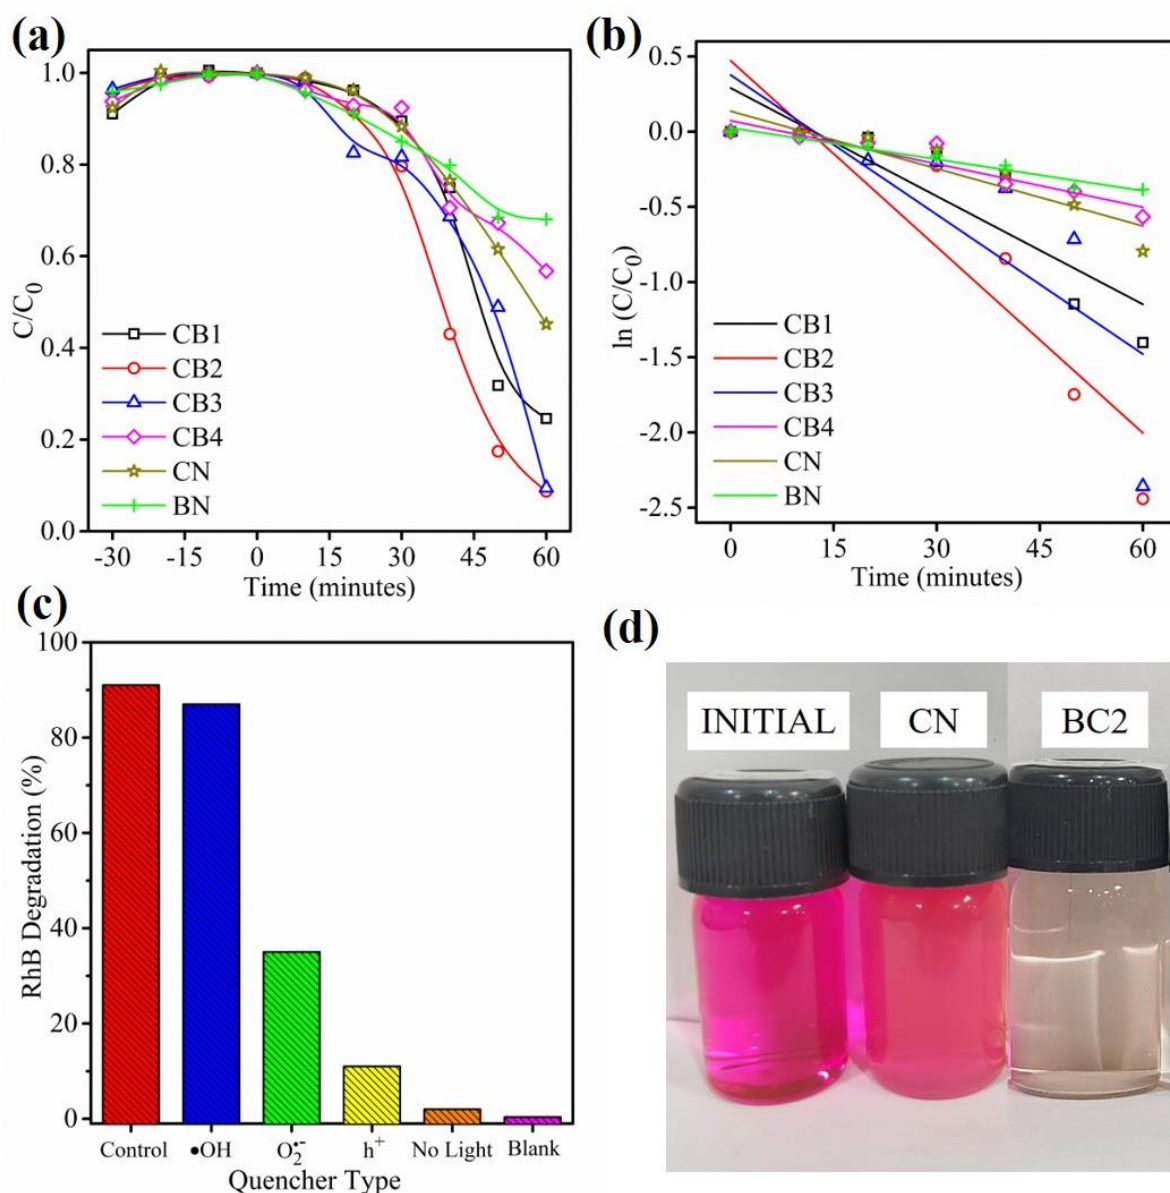 (a)
1.0
0.8
0.6
0.4
0.2
0.0
C/C0
CB1
CB2
CB3
CB4
CN
BN
-30
-15
0
15
30
45
60
Time (minutes)
(b)
0.5
0.0
-0.5
-1.0
-1.5
-2.0
-2.5
ln (C/C0)
CB1
CB2
CB3
CB4
CN
BN
0
15
30
45
60
Time (minutes)
(c)
100
80
60
40
20
0
RhB Degradation (%)
Control
•OH
O2•-
h+
No Light
Blank
Quencher Type
(d)
INITIAL
CN
BC2